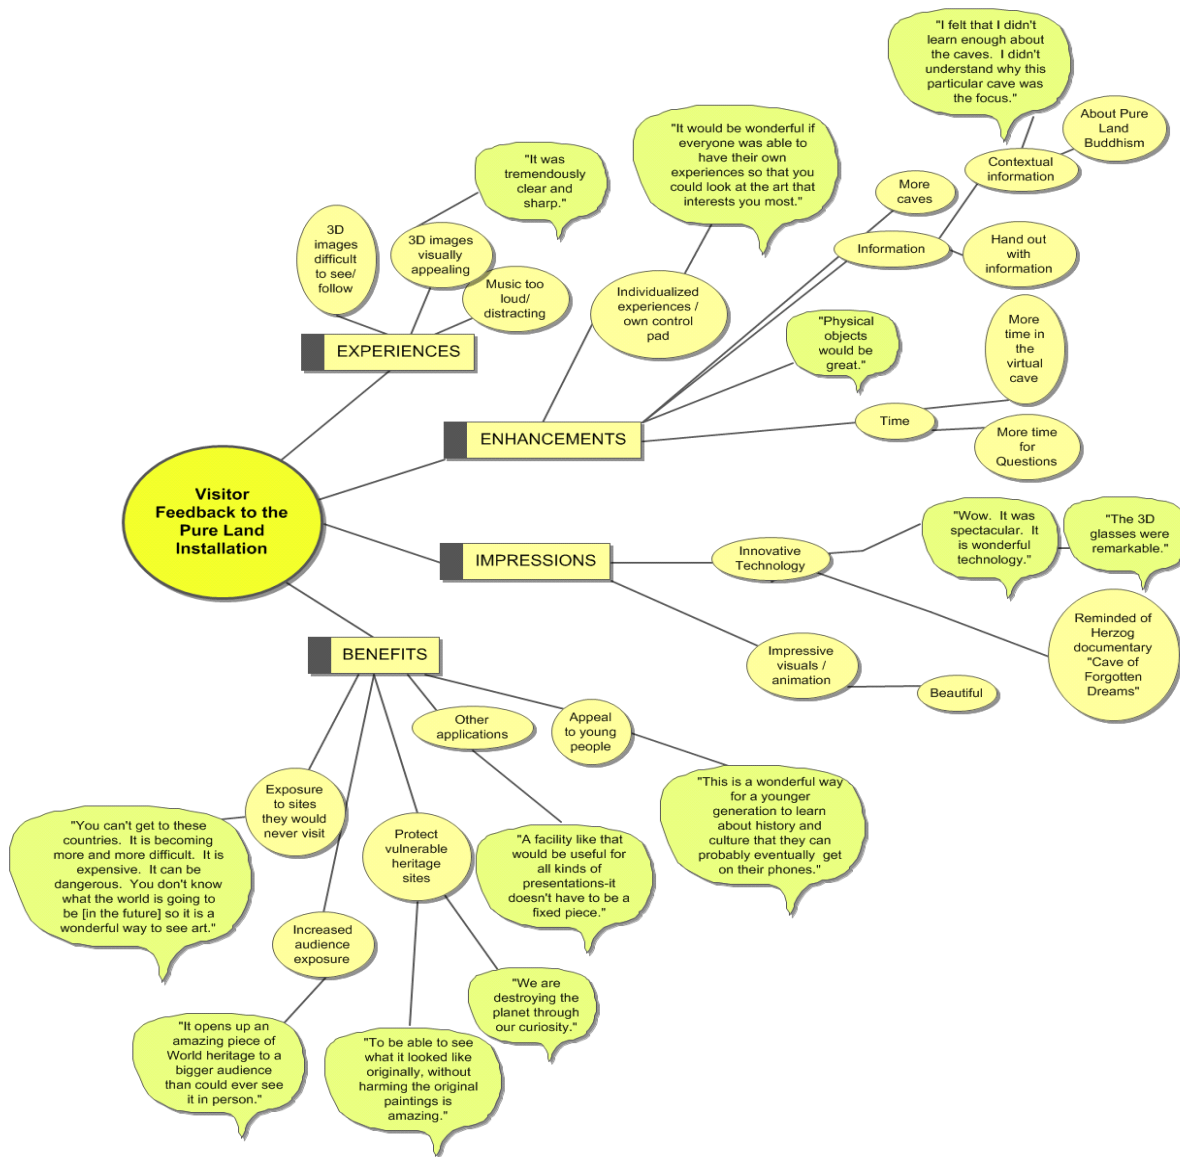 "I felt that I didn't
learn enough about
the caves.  I didn't
understand why this
particular cave was
the focus."
About Pure
Land
Buddhism
Contextual
information
"It would be wonderful if
everyone was able to
have their own
experiences so that you
could look at the art that
interests you most."
More
caves
Information
Hand out
with
information
"It was
tremendously
clear and
sharp."
3D
images
difficult
to see/
follow
3D images
visually
appealing
Music too
loud/
distracting
EXPERIENCES
Individualized
experiences /
own control
pad
"Physical
objects
would be
great."
More
time in
the
virtual
cave
Time
More time
for
Questions
ENHANCEMENTS
Visitor
Feedback to the
Pure Land
Installation
IMPRESSIONS
Innovative
Technology
"Wow.  It was
spectacular.  It
is wonderful
technology."
"The 3D
glasses were
remarkable."
Reminded of
Herzog
documentary
"Cave of
Forgotten
Dreams"
Impressive
visuals /
animation
Beautiful
BENEFITS
Other
applications
Appeal
to young
people
Exposure
to sites
they would
never visit
"You can't get to these
countries.  It is becoming
more and more difficult.  It is
expensive.  It can be
dangerous.  You don't know
what the world is going to
be [in the future] so it is a
wonderful way to see art."
Protect
vulnerable
heritage
sites
"A facility like that
would be useful for
all kinds of
presentations-it
doesn't have to be a
fixed piece."
"This is a wonderful way
for a younger
generation to learn
about history and
culture that they can
probably eventually  get
on their phones."
Increased
audience
exposure
"We are
destroying the
planet through
our curiosity."
"It opens up an
amazing piece of
World heritage to a
bigger audience
than could ever see
it in person."
"To be able to see
what it looked like
originally, without
harming the original
paintings is
amazing."